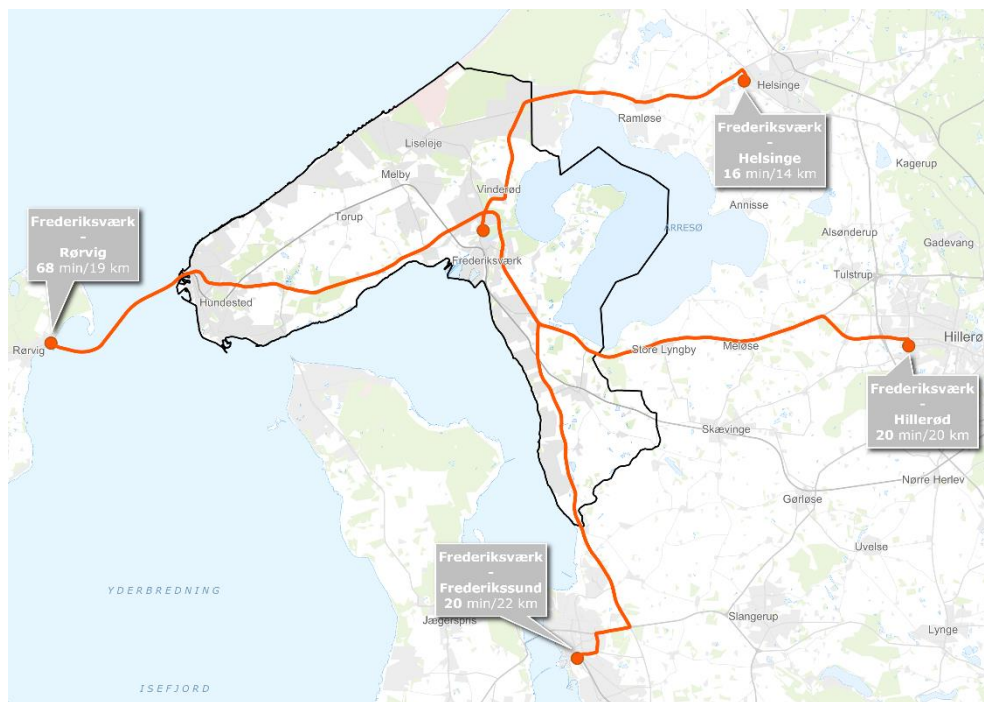 Helsinge
Ramløse
Frederiksværk
–
Helsinge
16 min/14 km
Liseleje
Kagerup
Melby
Vinderød
Annisse
Torup
Frederiksværk
–
Rørvig
68 min/19 km
ARRESØ
Alsønderup
Gadevang
Frederiksværk
Tulstrup
Hundested
Hillerø
Rørvig
Store Lyngby
Meløse
Frederiksværk
–
Hillerød
20 min/20 km
Skævinge
Nørre Herlev
Gørløse
Frederiksværk
–
Frederikssund
20 min/22 km
Uvelse
YDERBREDNING
Jægerspris
Slangerup
Lynge
ISEFJORD